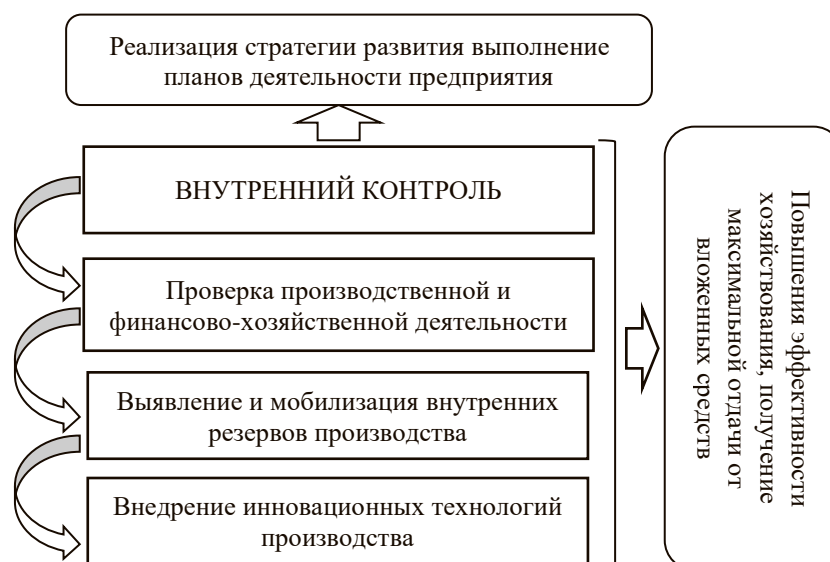 Реализация стратегии развития выполнение
планов деятельности предприятия
ВНУТРЕННИЙ КОНТРОЛЬ
Проверка производственной и
финансово-хозяйственной деятельности
Выявление и мобилизация внутренних
резервов производства
Внедрение инновационных технологий
производства
Повышения эффективности
хозяйствования, получение
максимальной отдачи от
вложенных средств